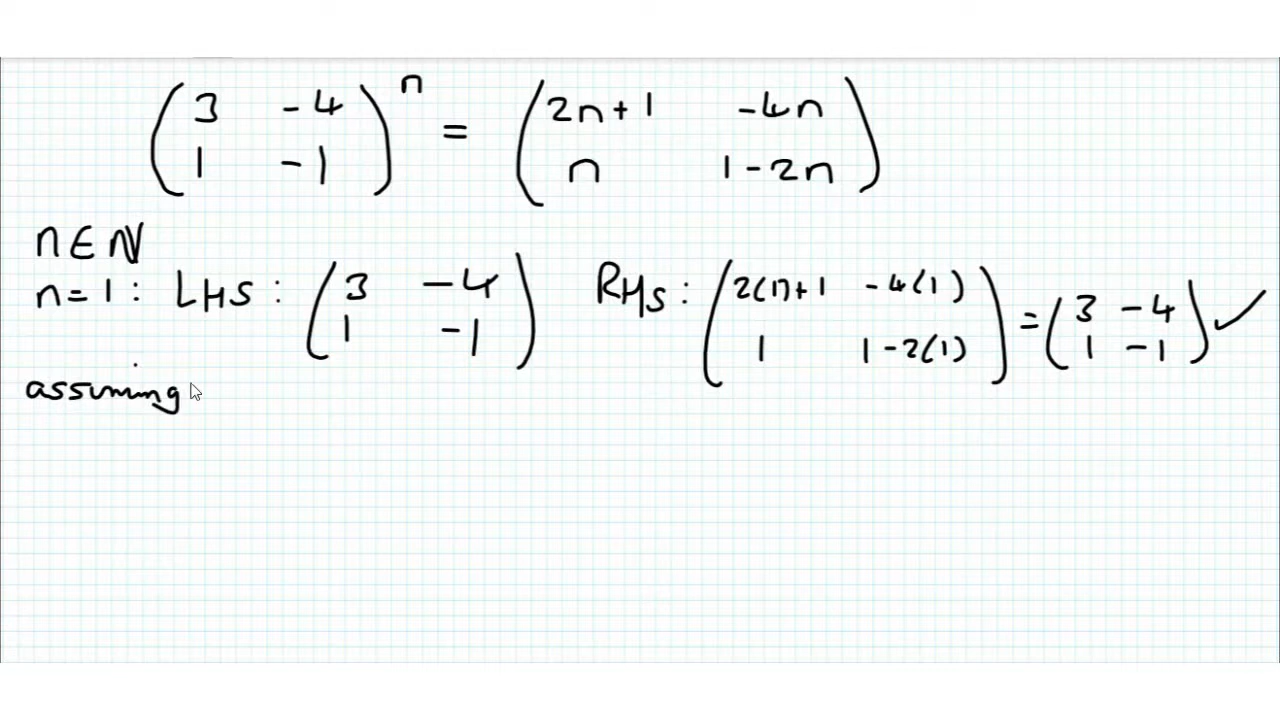 ( 3 -4 ; 1 -1 )^n = ( 2n+1 -4n ; n 1-2n )
n ∈ ℕ
n = 1 : LHS : ( 3 -4 ; 1 -1 ) RHS : ( 2(1)+1 -4(1) ; 1 1-2(1) ) = ( 3 -4 ; 1 -1 ) ✓
assuming